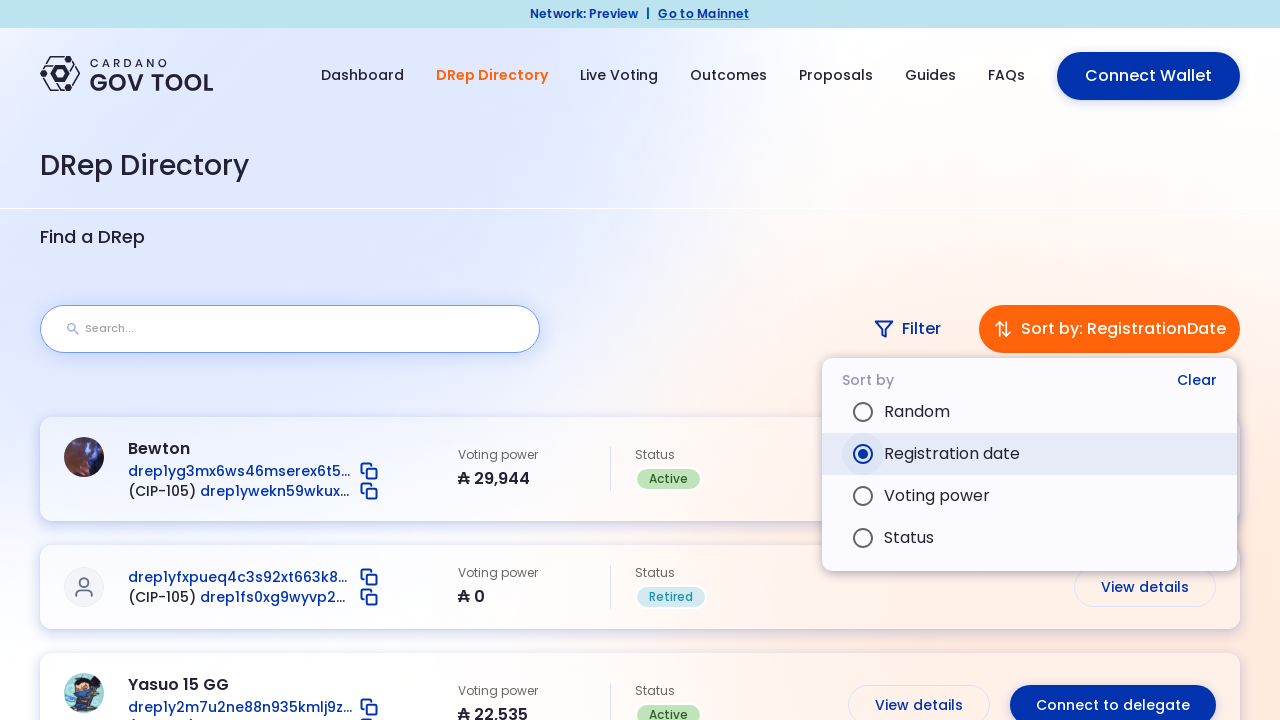 Network: Preview | Go to Mainnet
CARDANO
GOV TOOL
Dashboard
DRep Directory
Live Voting
Outcomes
Proposals
Guides
FAQs
Connect Wallet
DRep Directory
Find a DRep
Search...
Filter
Sort by: RegistrationDate
Sort by
Clear
Random
Registration date
Voting power
Status
Bewton
drep1yg3mx6ws46mserex6t5...
(CIP-105) drep1ywekn59wkux...
Voting power
₳ 29,944
Status
Active
drep1yfxpueq4c3s92xt663k8...
(CIP-105) drep1fs0xg9wyvp2...
Voting power
₳ 0
Status
Retired
View details
Yasuo 15 GG
drep1y2m7u2ne88n935kmlj9z...
Voting power
₳ 22,535
Status
Active
View details
Connect to delegate